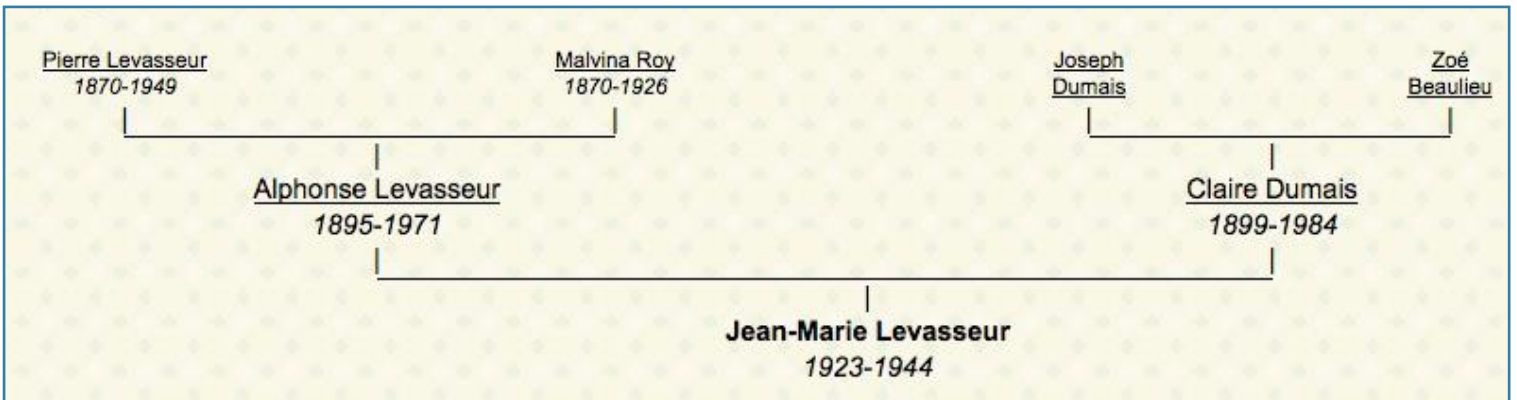 Pierre Levasseur
1870-1949
Malvina Roy
1870-1926
Joseph
Dumais
Zoé
Beaulieu
Alphonse Levasseur
1895-1971
Claire Dumais
1899-1984
Jean-Marie Levasseur
1923-1944